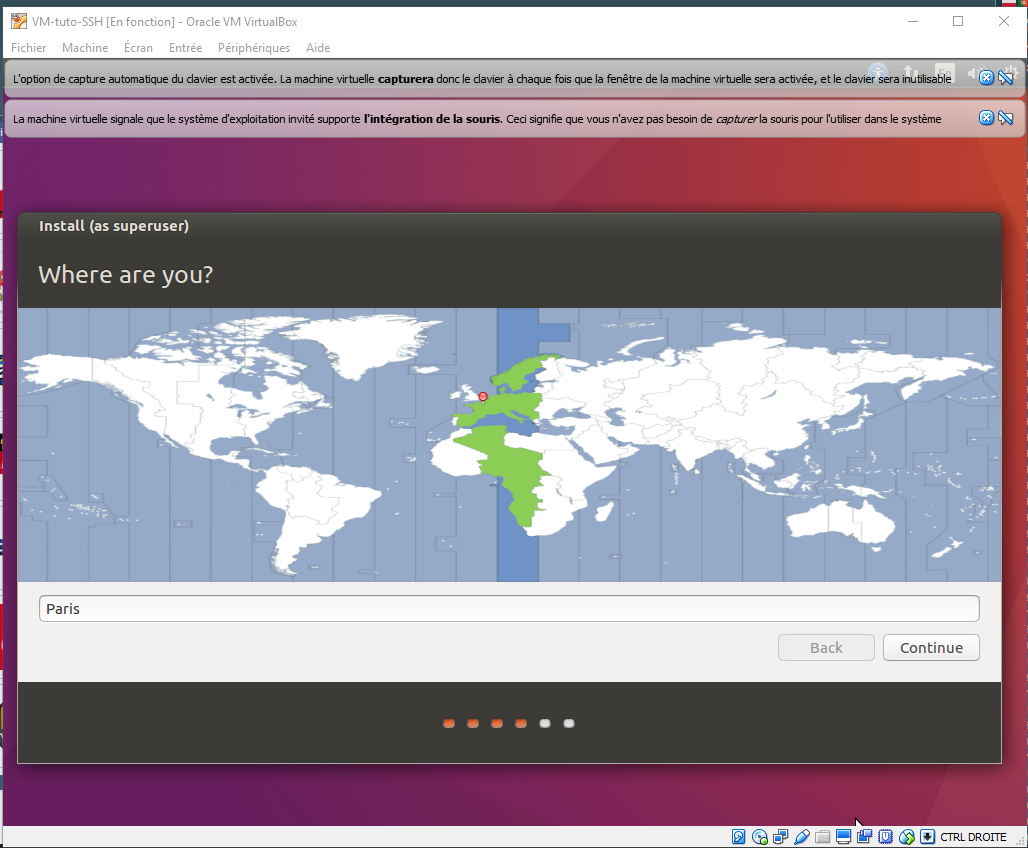 VM-tuto-SSH [En fonction] - Oracle VM VirtualBox
Fichier Machine Écran Entrée Périphériques Aide
L'option de capture automatique du clavier est activée. La machine virtuelle capturera donc le clavier à chaque fois que la fenêtre de la machine virtuelle sera activée, et le clavier sera inutilisable
La machine virtuelle signale que le système d'exploitation invité supporte l'intégration de la souris. Ceci signifie que vous n'avez pas besoin de capturer la souris pour l'utiliser dans le système
Install (as superuser)
Where are you?
Paris
Back Continue
CTRL DROITE